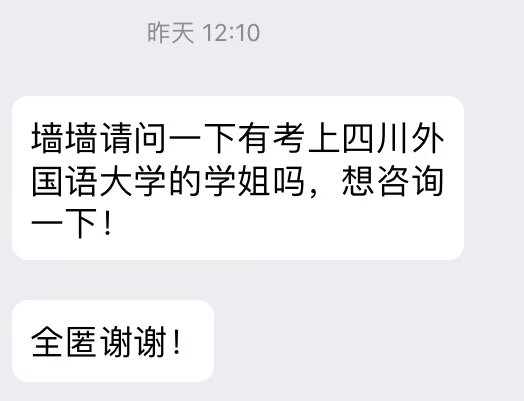 昨天 12:10
墙墙请问一下有考上四川外
国语大学的学姐吗，想咨询
一下！
全匿谢谢！